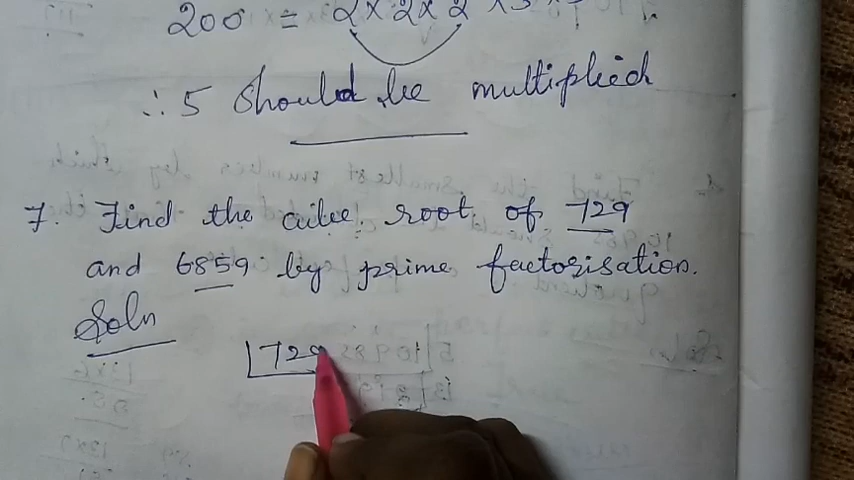 200 = 2 x 2 x 2 x 5 x
∴ 5 should be multiplied
7. Find the cube root of 729
and 6859 by prime factorisation.
Soln
729